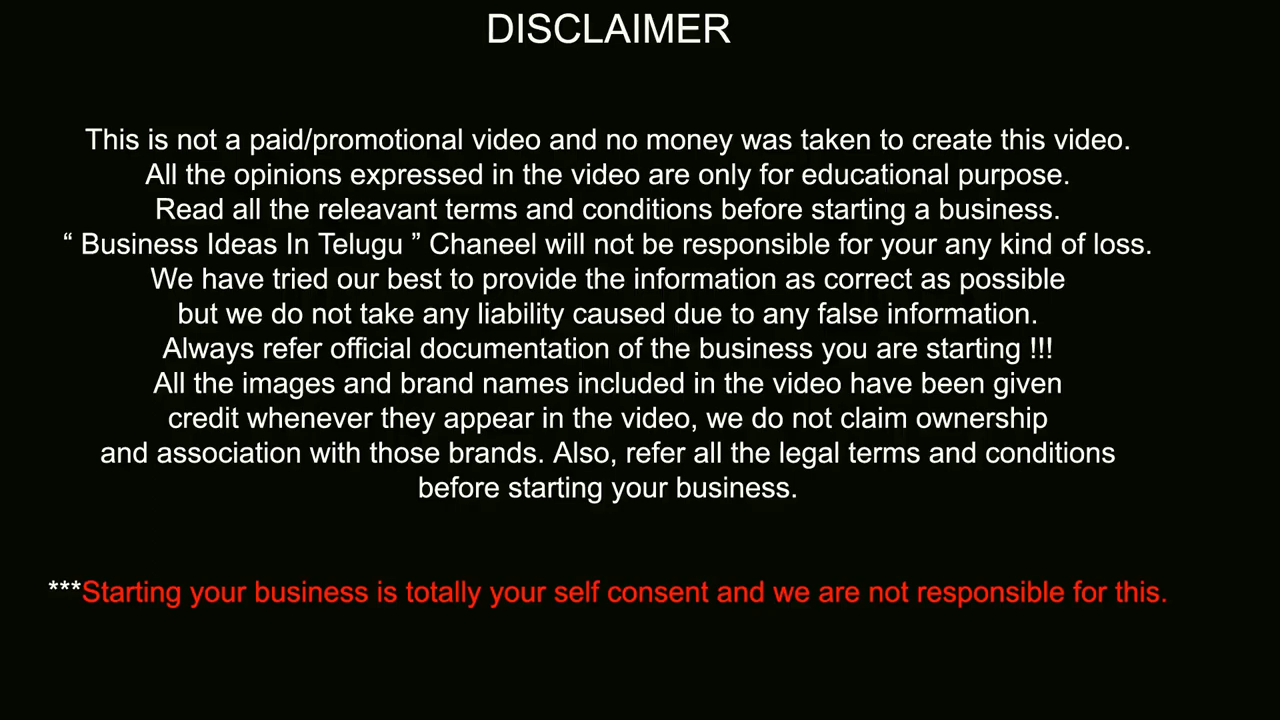 DISCLAIMER
This is not a paid/promotional video and no money was taken to create this video.
All the opinions expressed in the video are only for educational purpose.
Read all the releavant terms and conditions before starting a business.
“ Business Ideas In Telugu ” Chaneel will not be responsible for your any kind of loss.
We have tried our best to provide the information as correct as possible
but we do not take any liability caused due to any false information.
Always refer official documentation of the business you are starting !!!
All the images and brand names included in the video have been given
credit whenever they appear in the video, we do not claim ownership
and association with those brands. Also, refer all the legal terms and conditions
before starting your business.
***Starting your business is totally your self consent and we are not responsible for this.